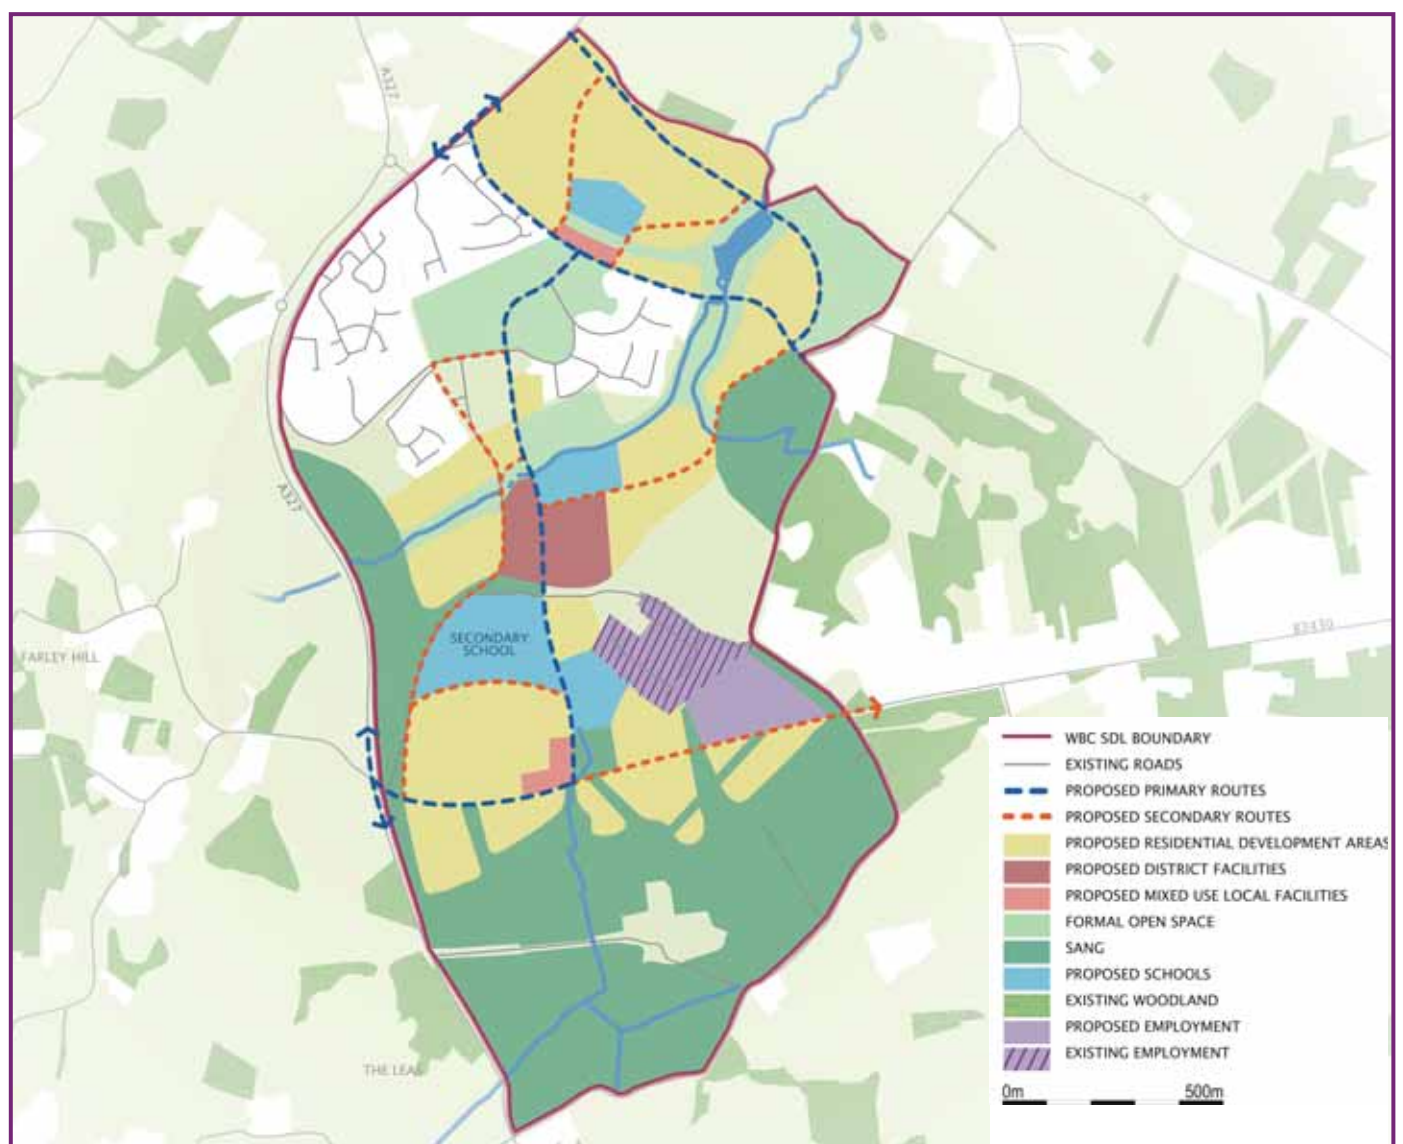 A327
A327
SECONDARY
SCHOOL
FARLEY HILL
B3430
THE LEAS
WBC SDL BOUNDARY
EXISTING ROADS
PROPOSED PRIMARY ROUTES
PROPOSED SECONDARY ROUTES
PROPOSED RESIDENTIAL DEVELOPMENT AREAS
PROPOSED DISTRICT FACILITIES
PROPOSED MIXED USE LOCAL FACILITIES
FORMAL OPEN SPACE
SANG
PROPOSED SCHOOLS
EXISTING WOODLAND
PROPOSED EMPLOYMENT
EXISTING EMPLOYMENT
0m 500m